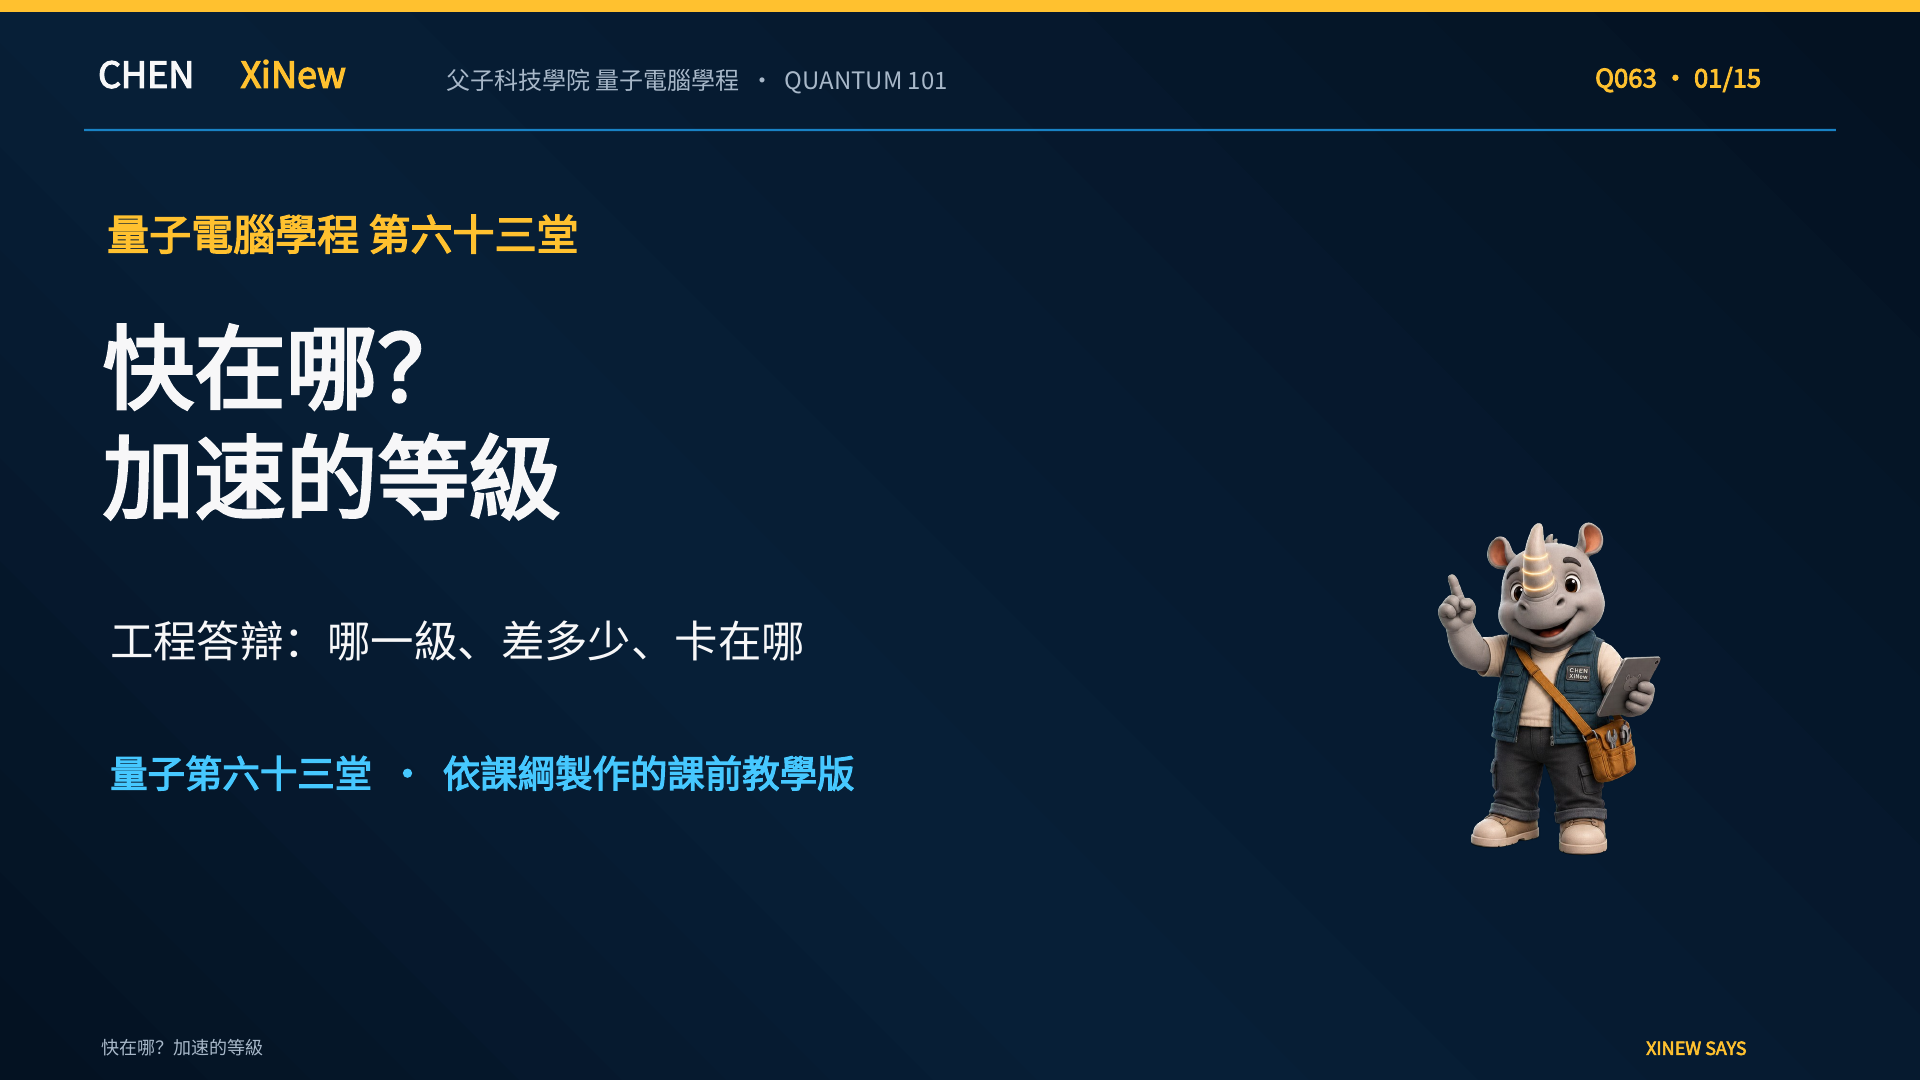 CHEN XiNew 父子科技學院 量子電腦學程 · QUANTUM 101 Q063 · 01/15
量子電腦學程 第六十三堂
快在哪?
加速的等級
工程答辯:哪一級、差多少、卡在哪
CHEN
XiNew
量子第六十三堂 · 依課綱製作的課前教學版
快在哪?加速的等級 XINEW SAYS